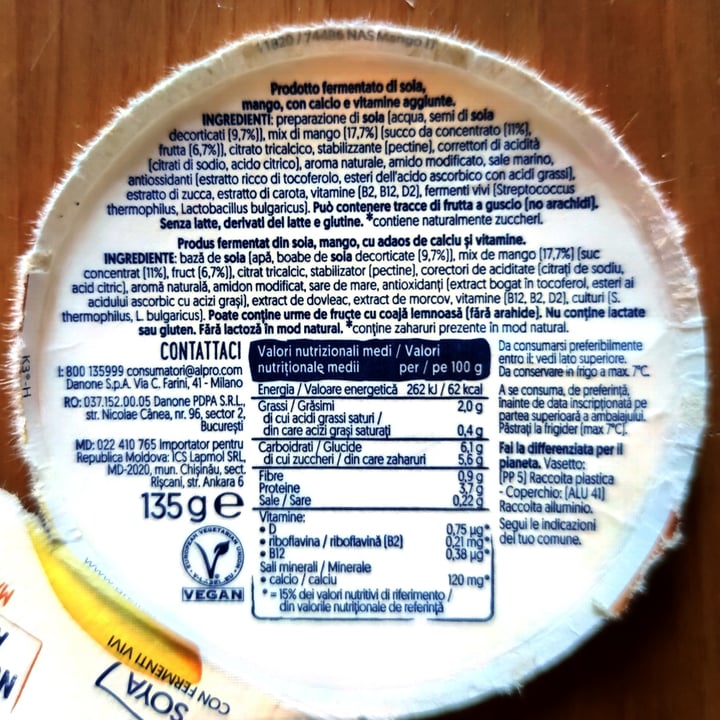 11820 / 74486 NAS Mango IT
Prodotto fermentato di soia,
mango, con calcio e vitamine aggiunte.
INGREDIENTI: preparazione di soia (acqua, semi di soia
decorticati (9,7%)), mix di mango (17,7%) (succo da concentrato (11%),
frutta (6,7%)), citrato tricalcico, stabilizzante (pectine), correttori di acidità
(citrati di sodio, acido citrico), aroma naturale, amido modificato, sale marino,
antiossidanti (estratto ricco di tocoferolo, esteri dell'acido ascorbico con acidi grassi),
estratto di zucca, estratto di carota, vitamine (B2, B12, D2), fermenti vivi (Streptococcus
thermophilus, Lactobacillus bulgaricus). Può contenere tracce di frutta a guscio (no arachidi).
Senza latte, derivati del latte e glutine. *contiene naturalmente zuccheri.
Produs fermentat din soia, mango, cu adaos de calciu și vitamine.
INGREDIENTE: bază de soia (apă, boabe de soia decorticate (9,7%)), mix de mango (17,7%) (suc
concentrat (11%), fruct (6,7%)), citrat tricalcic, stabilizator (pectine), corectori de aciditate (citrați de sodiu,
acid citric), aromă naturală, amidon modificat, sare de mare, antioxidanți (extract bogat în tocoferol, esteri ai
acidului ascorbic cu acizi grași), extract de dovleac, extract de morcov, vitamine (B12, B2, D2), culturi (S.
thermophilus, L. bulgaricus). Poate conține urme de fructe cu coajă lemnoasă (fără arahide). Nu conține lactate
sau gluten. Fără lactoză în mod natural. *conține zaharuri prezente în mod natural.
CONTATTACI
I: 800 135999 consumatori@alpro.com
Danone S.p.A. Via C. Farini, 41 - Milano
RO: 037.152.00.05 Danone PDPA S.R.L.,
str. Nicolae Cânea, nr. 96, sector 2,
București
MD: 022 410 765 Importator pentru
Republica Moldova: ICS Lapmol SRL,
MD-2020, mun. Chișinău, sect.
Rîșcani, str. Ankara 6
135 g e
EUROPEAN VEGETARIAN UNION
VEGAN
Valori nutrizionali medi / Valori
nutriționale medii per / pe 100 g
Energia / Valoare energetică 262 kJ / 62 kcal
Grassi / Grăsimi 2,0 g
di cui acidi grassi saturi /
din care acizi grași saturați 0,4 g
Carboidrati / Glucide 6,1 g
di cui zuccheri / din care zaharuri 5,6 g
Fibre 0,9 g
Proteine 3,7 g
Sale / Sare 0,22 g
Vitamine:
• D 0,75 µg*
• riboflavina / riboflavină (B2) 0,21 mg*
• B12 0,38 µg*
Sali minerali / Minerale
• calcio / calciu 120 mg*
* = 15% dei valori nutritivi di riferimento /
din valorile nutriționale de referință
Da consumarsi preferibilmente
entro il: vedi lato superiore.
Da conservare in frigo a max. 7°C.
A se consuma, de preferință,
înainte de data inscripționată pe
partea superioară a ambalajului.
Păstrați la frigider (max 7°C).
Fai la differenziata per il
pianeta. Vasetto:
(PP 5) Raccolta plastica
- Coperchio: (ALU 41)
Raccolta alluminio.
Segui le indicazioni
del tuo comune.
K3-H
SOYA
CON FERMENTI VIVI